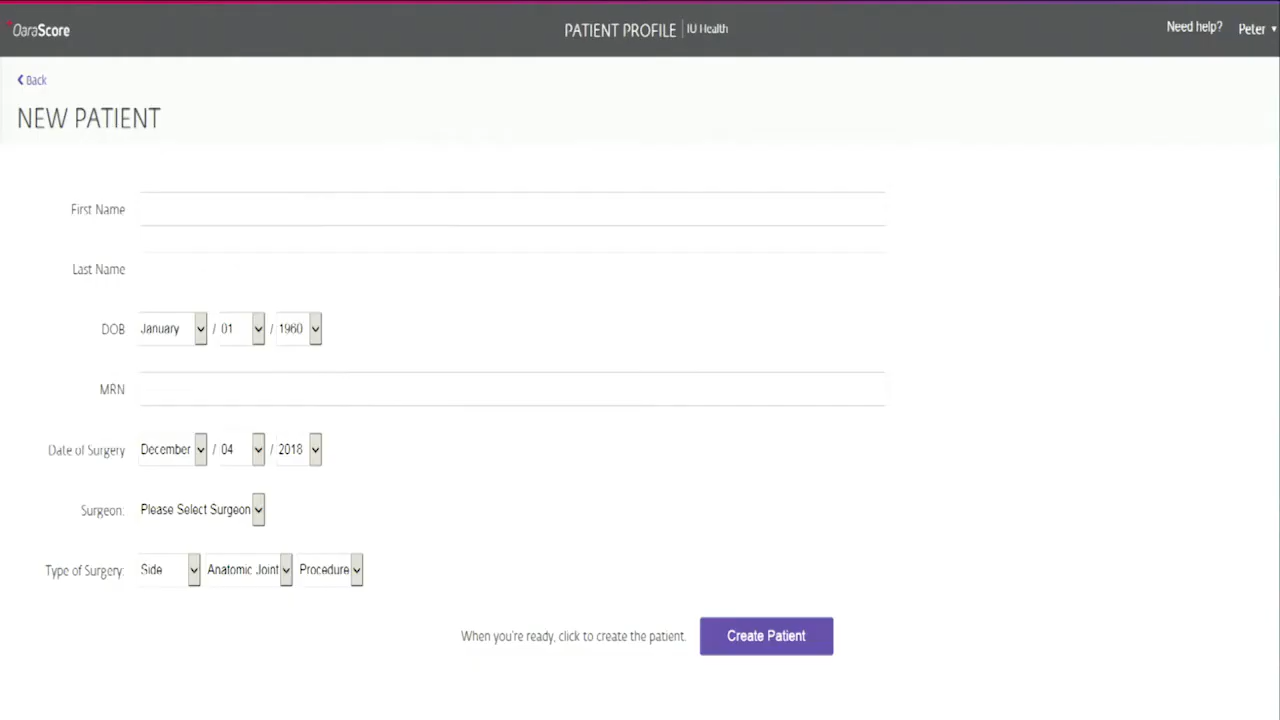 OaraScore
PATIENT PROFILE IU Health
Need help? Peter
Back
NEW PATIENT
First Name
Last Name
DOB January / 01 / 1960
MRN
Date of Surgery December / 04 / 2018
Surgeon: Please Select Surgeon
Type of Surgery: Side Anatomic Joint Procedure
When you're ready, click to create the patient. Create Patient